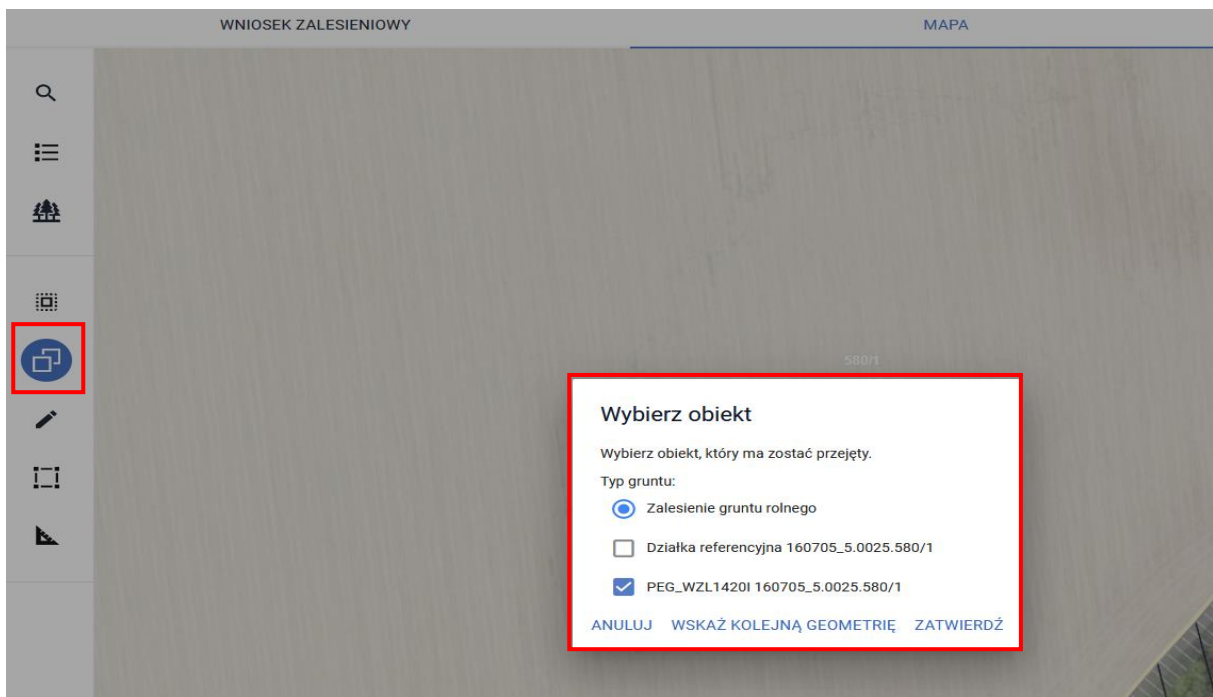 WNIOSEK ZALESIENIOWY
MAPA
580/1
Wybierz obiekt
Wybierz obiekt, który ma zostać przejęty.
Typ gruntu:
Zalesienie gruntu rolnego
Działka referencyjna 160705_5.0025.580/1
PEG_WZL1420I 160705_5.0025.580/1
ANULUJ WSKAŻ KOLEJNĄ GEOMETRIĘ ZATWIERDŹ